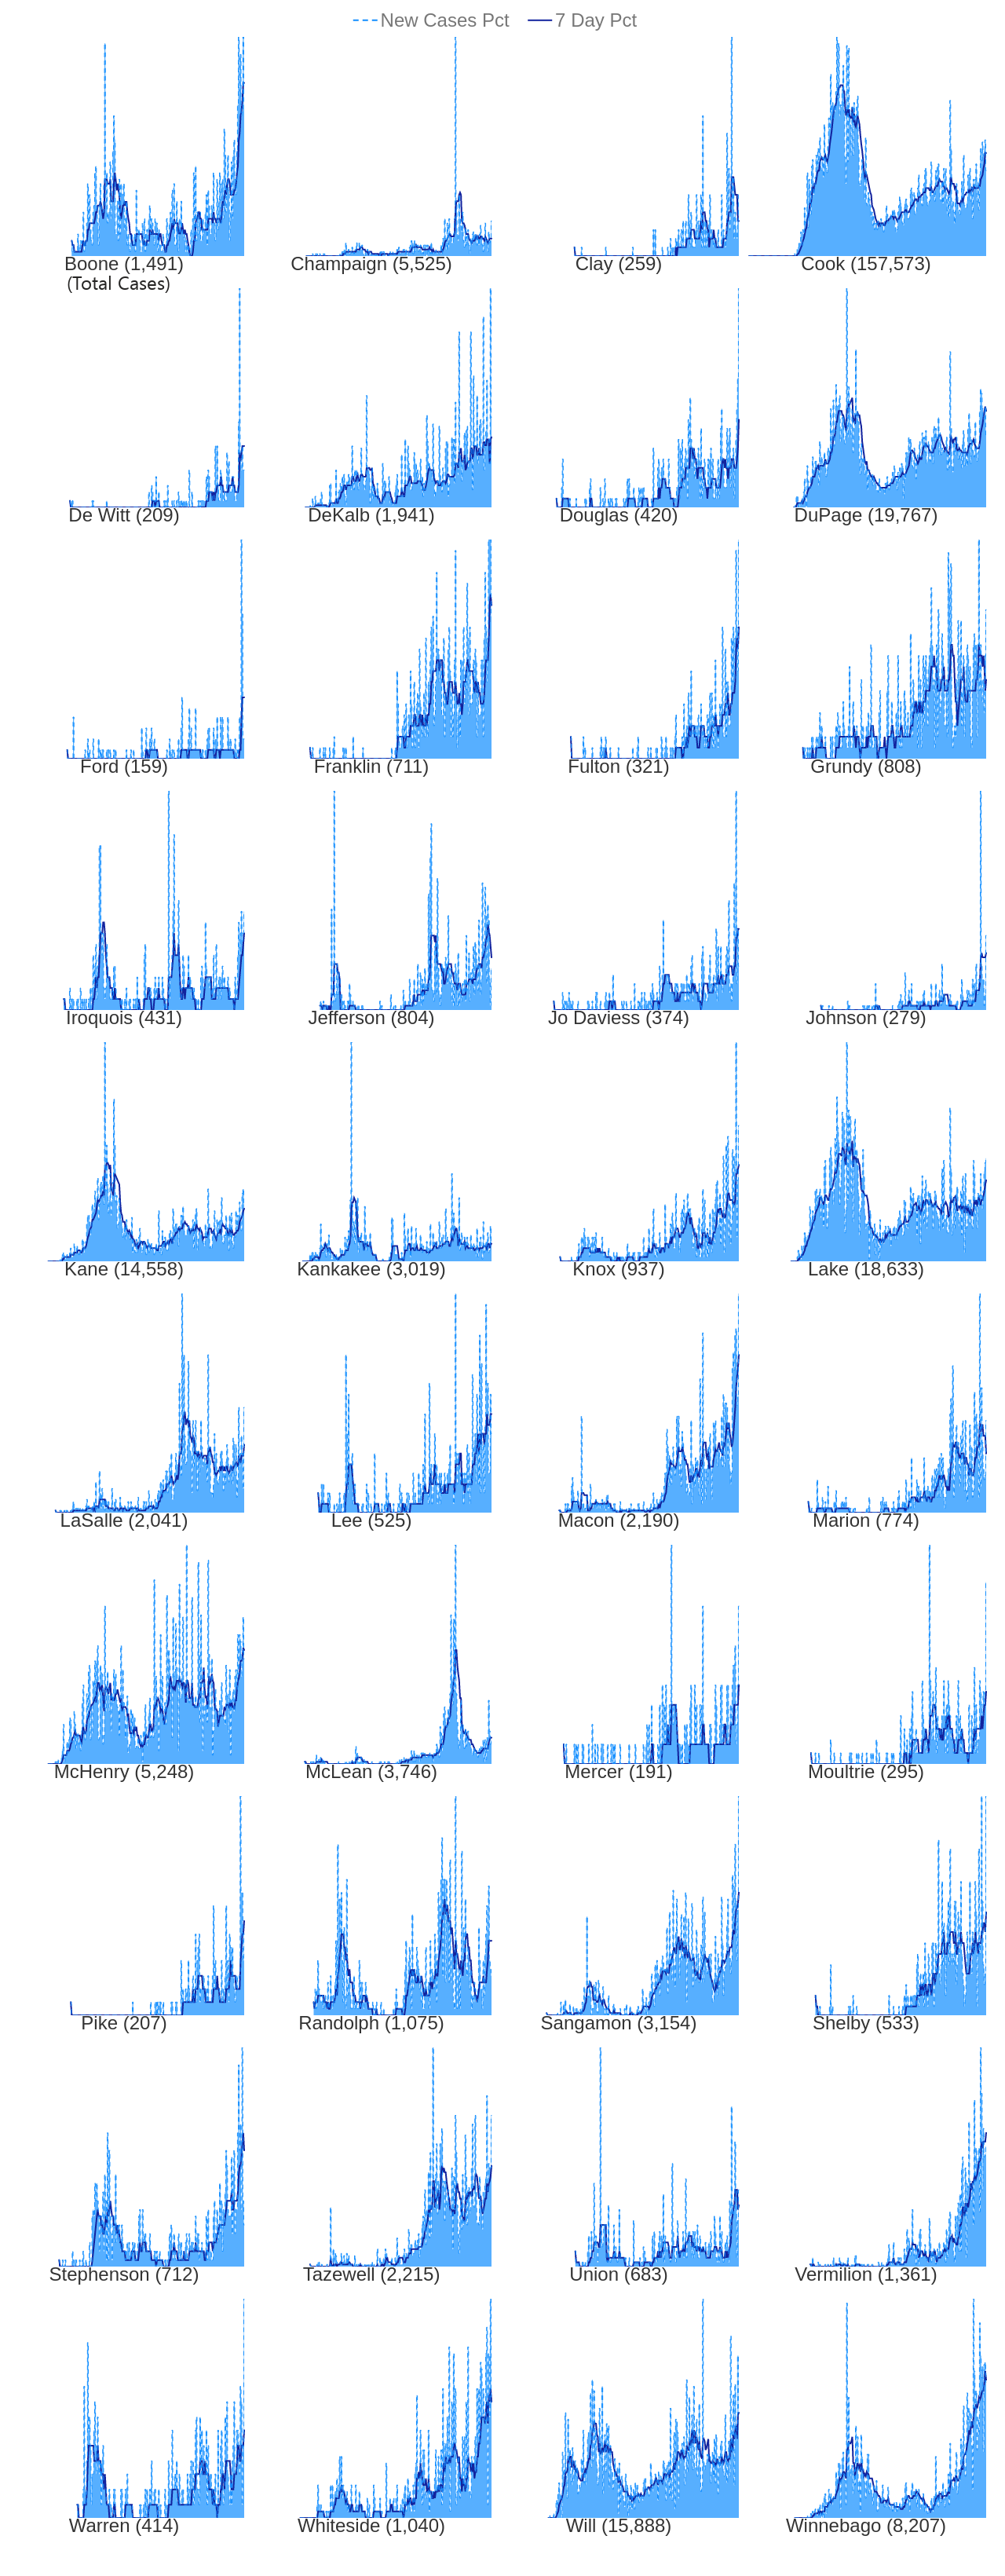 New Cases Pct 7 Day Pct
Boone (1,491) Champaign (5,525) Clay (259) Cook (157,573)
(Total Cases)
De Witt (209) DeKalb (1,941) Douglas (420) DuPage (19,767)
Ford (159) Franklin (711) Fulton (321) Grundy (808)
Iroquois (431) Jefferson (804) Jo Daviess (374) Johnson (279)
Kane (14,558) Kankakee (3,019) Knox (937) Lake (18,633)
LaSalle (2,041) Lee (525) Macon (2,190) Marion (774)
McHenry (5,248) McLean (3,746) Mercer (191) Moultrie (295)
Pike (207) Randolph (1,075) Sangamon (3,154) Shelby (533)
Stephenson (712) Tazewell (2,215) Union (683) Vermilion (1,361)
Warren (414) Whiteside (1,040) Will (15,888) Winnebago (8,207)